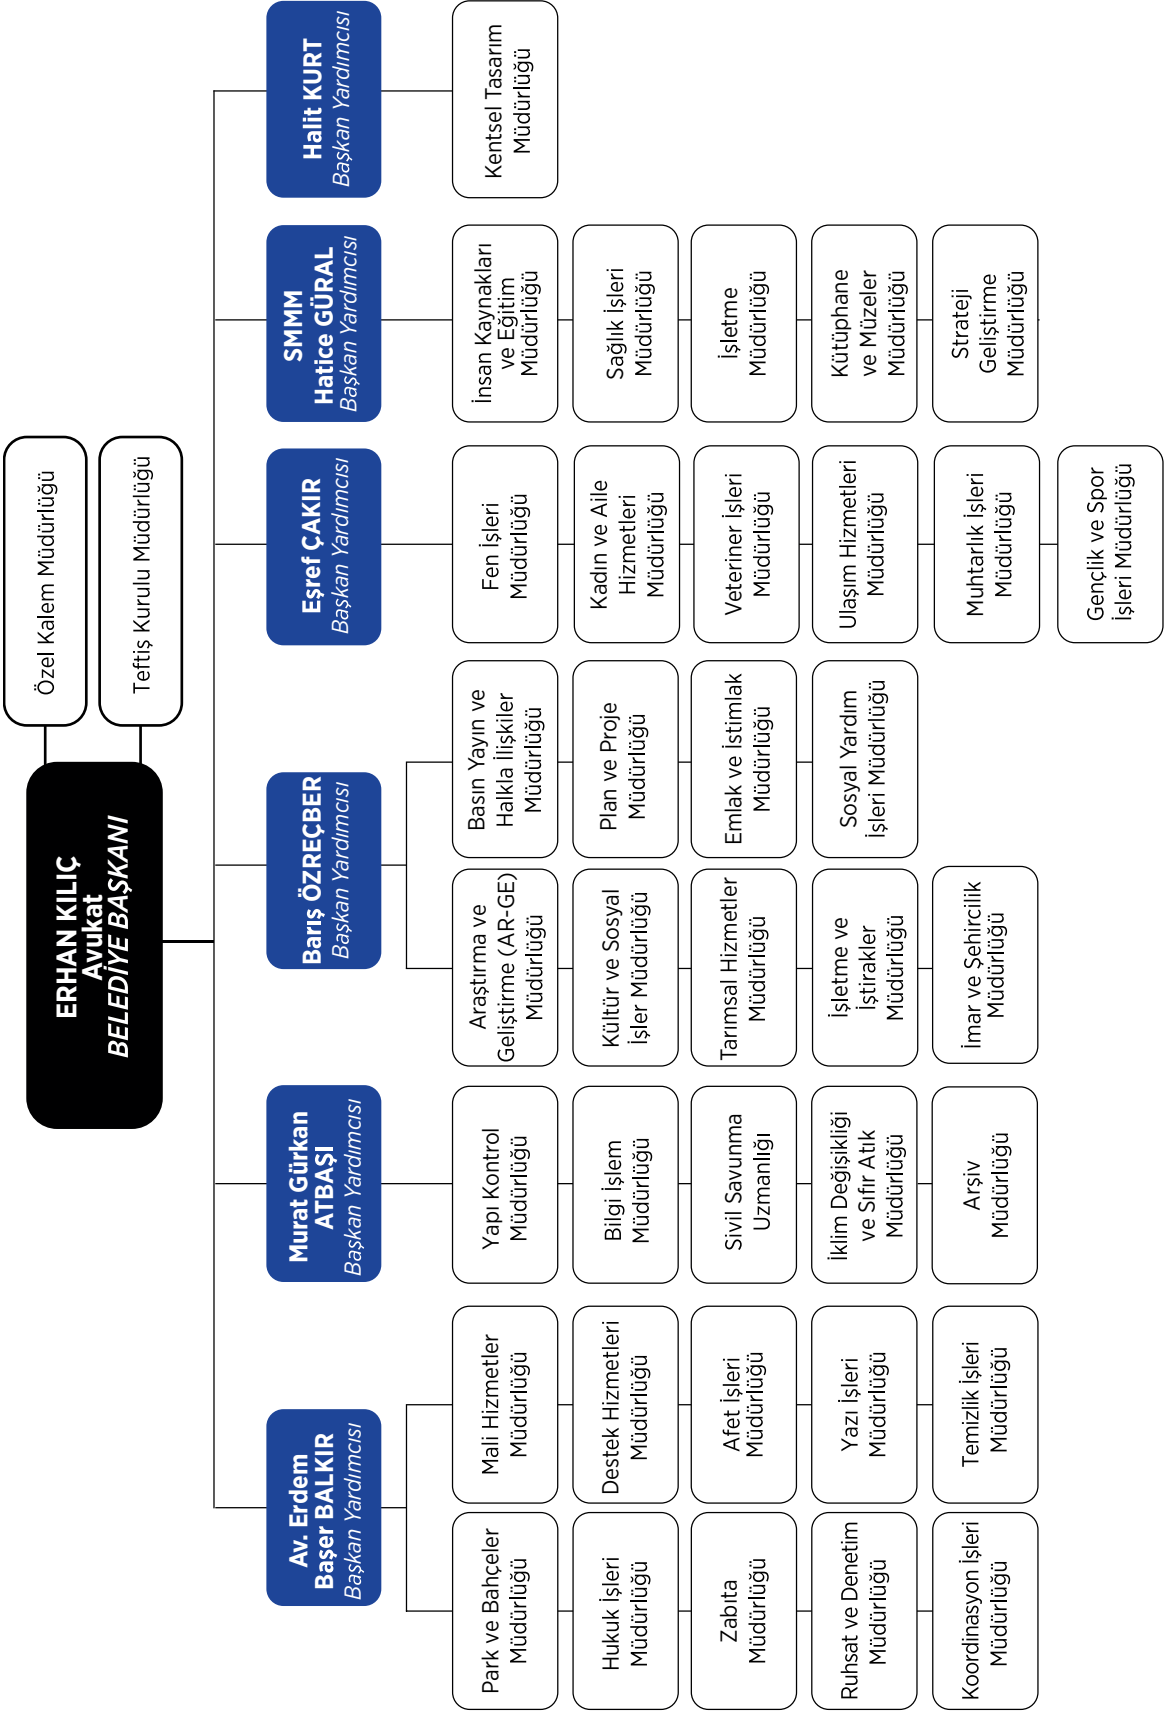 ERHAN KILIÇ
Avukat
BELEDİYE BAŞKANI
Özel Kalem Müdürlüğü
Teftiş Kurulu Müdürlüğü
Av. Erdem
Başer BALKIR
Başkan Yardımcısı
Park ve Bahçeler
Müdürlüğü
Hukuk İşleri
Müdürlüğü
Zabıta
Müdürlüğü
Ruhsat ve Denetim
Müdürlüğü
Koordinasyon İşleri
Müdürlüğü
Mali Hizmetler
Müdürlüğü
Destek Hizmetleri
Müdürlüğü
Afet İşleri
Müdürlüğü
Yazı İşleri
Müdürlüğü
Temizlik İşleri
Müdürlüğü
Murat Gürkan
ATBAŞI
Başkan Yardımcısı
Yapı Kontrol
Müdürlüğü
Bilgi İşlem
Müdürlüğü
Sivil Savunma
Uzmanlığı
İklim Değişikliği
ve Sıfır Atık
Müdürlüğü
Arşiv
Müdürlüğü
Barış ÖZREÇBER
Başkan Yardımcısı
Araştırma ve
Geliştirme (AR-GE)
Müdürlüğü
Kültür ve Sosyal
İşler Müdürlüğü
Tarımsal Hizmetler
Müdürlüğü
İşletme ve
İştirakler
Müdürlüğü
İmar ve Şehircilik
Müdürlüğü
Basın Yayın ve
Halkla İlişkiler
Müdürlüğü
Plan ve Proje
Müdürlüğü
Emlak ve İstimlak
Müdürlüğü
Sosyal Yardım
İşleri Müdürlüğü
Eşref ÇAKIR
Başkan Yardımcısı
Fen İşleri
Müdürlüğü
Kadın ve Aile
Hizmetleri
Müdürlüğü
Veteriner İşleri
Müdürlüğü
Ulaşım Hizmetleri
Müdürlüğü
Muhtarlık İşleri
Müdürlüğü
Gençlik ve Spor
İşleri Müdürlüğü
SMMM
Hatice GÜRAL
Başkan Yardımcısı
İnsan Kaynakları
ve Eğitim
Müdürlüğü
Sağlık İşleri
Müdürlüğü
İşletme
Müdürlüğü
Kütüphane
ve Müzeler
Müdürlüğü
Strateji
Geliştirme
Müdürlüğü
Halit KURT
Başkan Yardımcısı
Kentsel Tasarım
Müdürlüğü